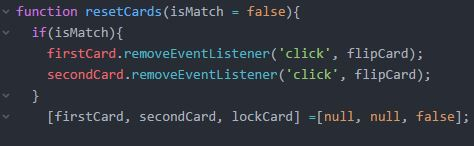 function resetCards(isMatch = false){
if(isMatch){
firstCard.removeEventListener('click', flipCard);
secondCard.removeEventListener('click', flipCard);
}
[firstCard, secondCard, lockCard] =[null, null, false];